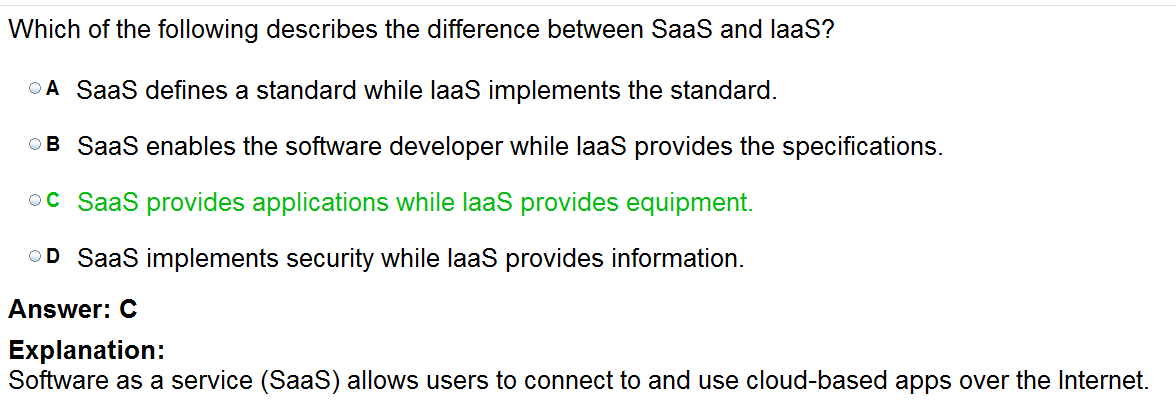 Which of the following describes the difference between SaaS and IaaS?
A SaaS defines a standard while IaaS implements the standard.
B SaaS enables the software developer while IaaS provides the specifications.
C SaaS provides applications while IaaS provides equipment.
D SaaS implements security while IaaS provides information.
Answer: C
Explanation:
Software as a service (SaaS) allows users to connect to and use cloud-based apps over the Internet.